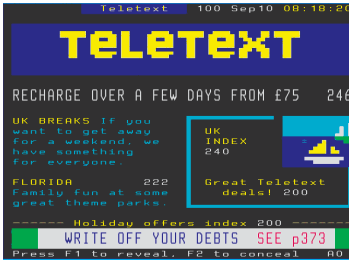 Teletext 100 Sep10 08:18:20
TELETEXT
RECHARGE OVER A FEW DAYS FROM £75 246
UK BREAKS If you
want to get away
for a weekend, we
have something
for everyone.
UK
INDEX
240
FLORIDA 222
Family fun at some
great theme parks.
Great Teletext
deals! 200
Holiday offers index 200
WRITE OFF YOUR DEBTS SEE p373
Press F1 to reveal, F2 to conceal AO